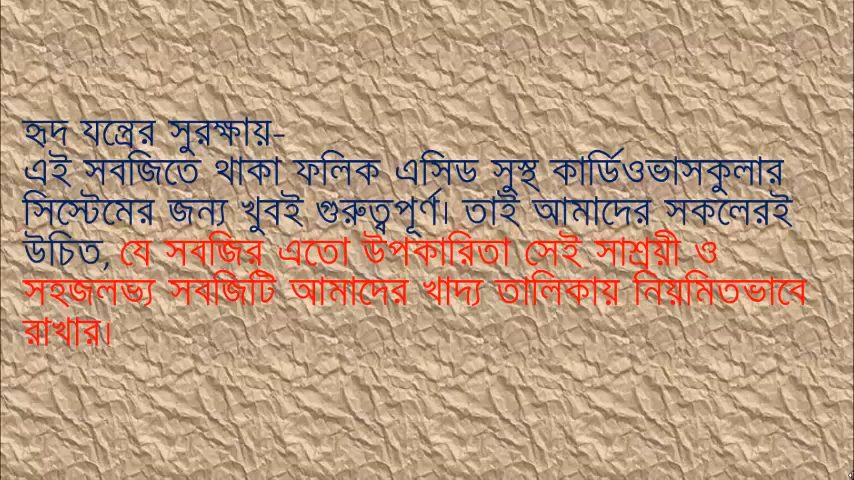 হৃদ যন্ত্রের সুরক্ষায়-
এই সবজিতে থাকা ফলিক এসিড সুস্থ কার্ডিওভাসকুলার
সিস্টেমের জন্য খুবই গুরুত্বপূর্ণ। তাই আমাদের সকলেরই
উচিত, যে সবজির এতো উপকারিতা সেই সাশ্রয়ী ও
সহজলভ্য সবজিটি আমাদের খাদ্য তালিকায় নিয়মিতভাবে
রাখার।